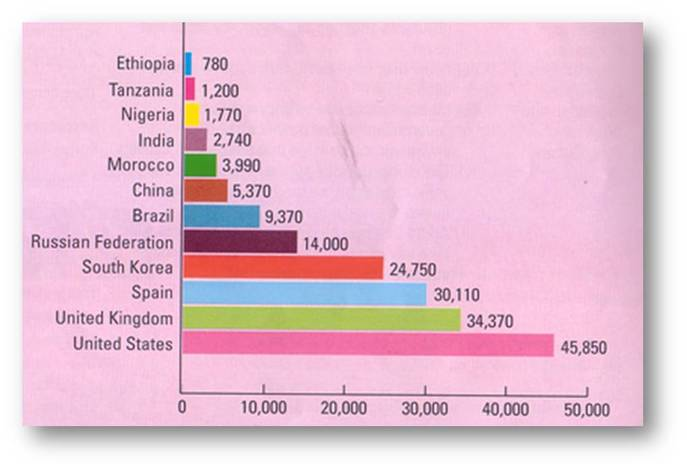 Ethiopia 780
Tanzania 1,200
Nigeria 1,770
India 2,740
Morocco 3,990
China 5,370
Brazil 9,370
Russian Federation 14,000
South Korea 24,750
Spain 30,110
United Kingdom 34,370
United States 45,850
0 10,000 20,000 30,000 40,000 50,000